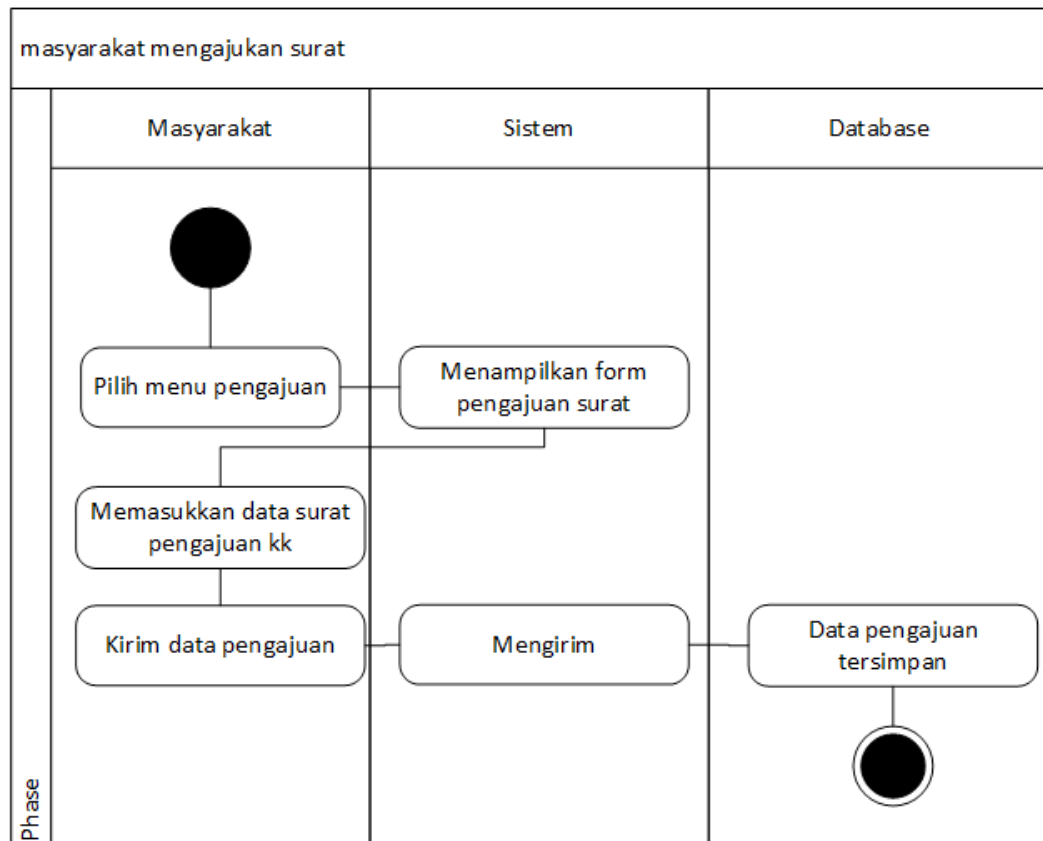 masyarakat mengajukan surat
Masyarakat
Sistem
Database
Pilih menu pengajuan
Menampilkan form
pengajuan surat
Memasukkan data surat
pengajuan kk
Kirim data pengajuan
Mengirim
Data pengajuan
tersimpan
Phase